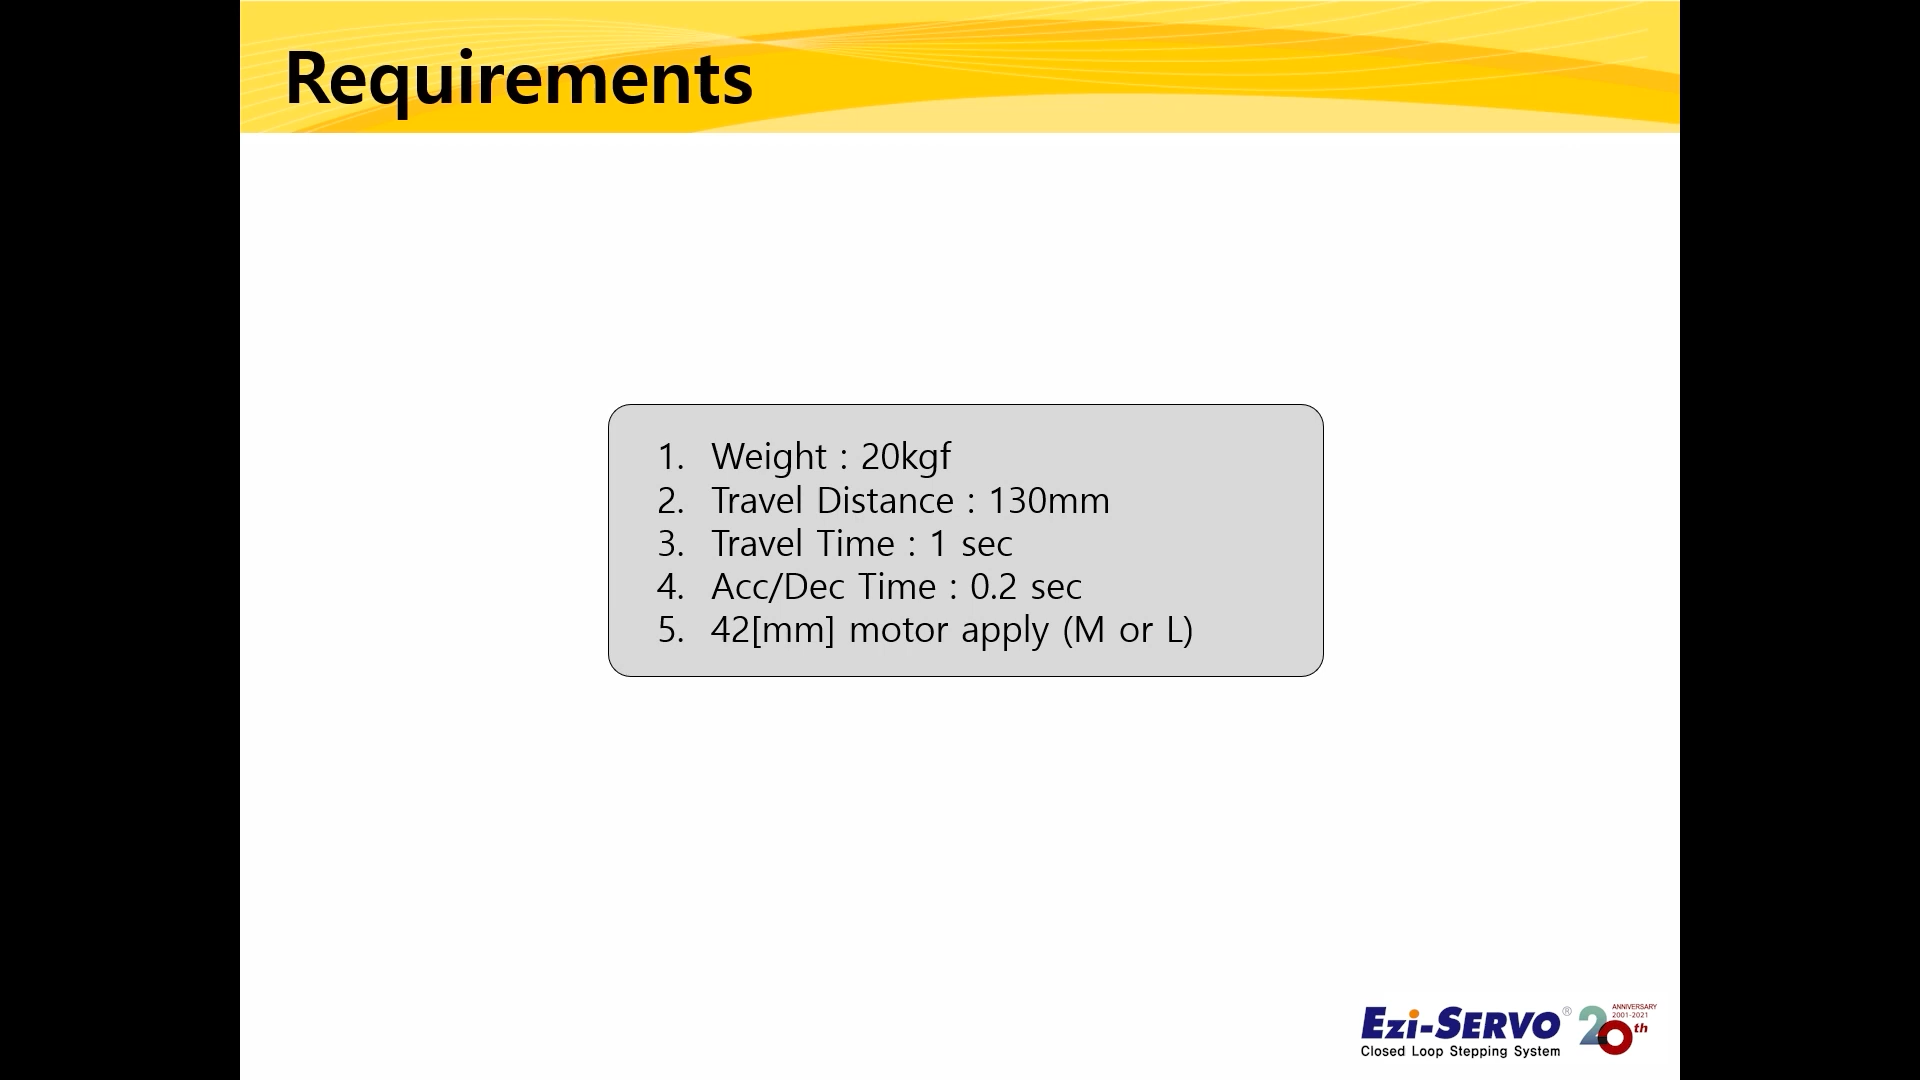 Requirements
1. Weight : 20kgf
2. Travel Distance : 130mm
3. Travel Time : 1 sec
4. Acc/Dec Time : 0.2 sec
5. 42[mm] motor apply (M or L)
Ezi-SERVO®
Closed Loop Stepping System
20th
ANNIVERSARY
2001-2021